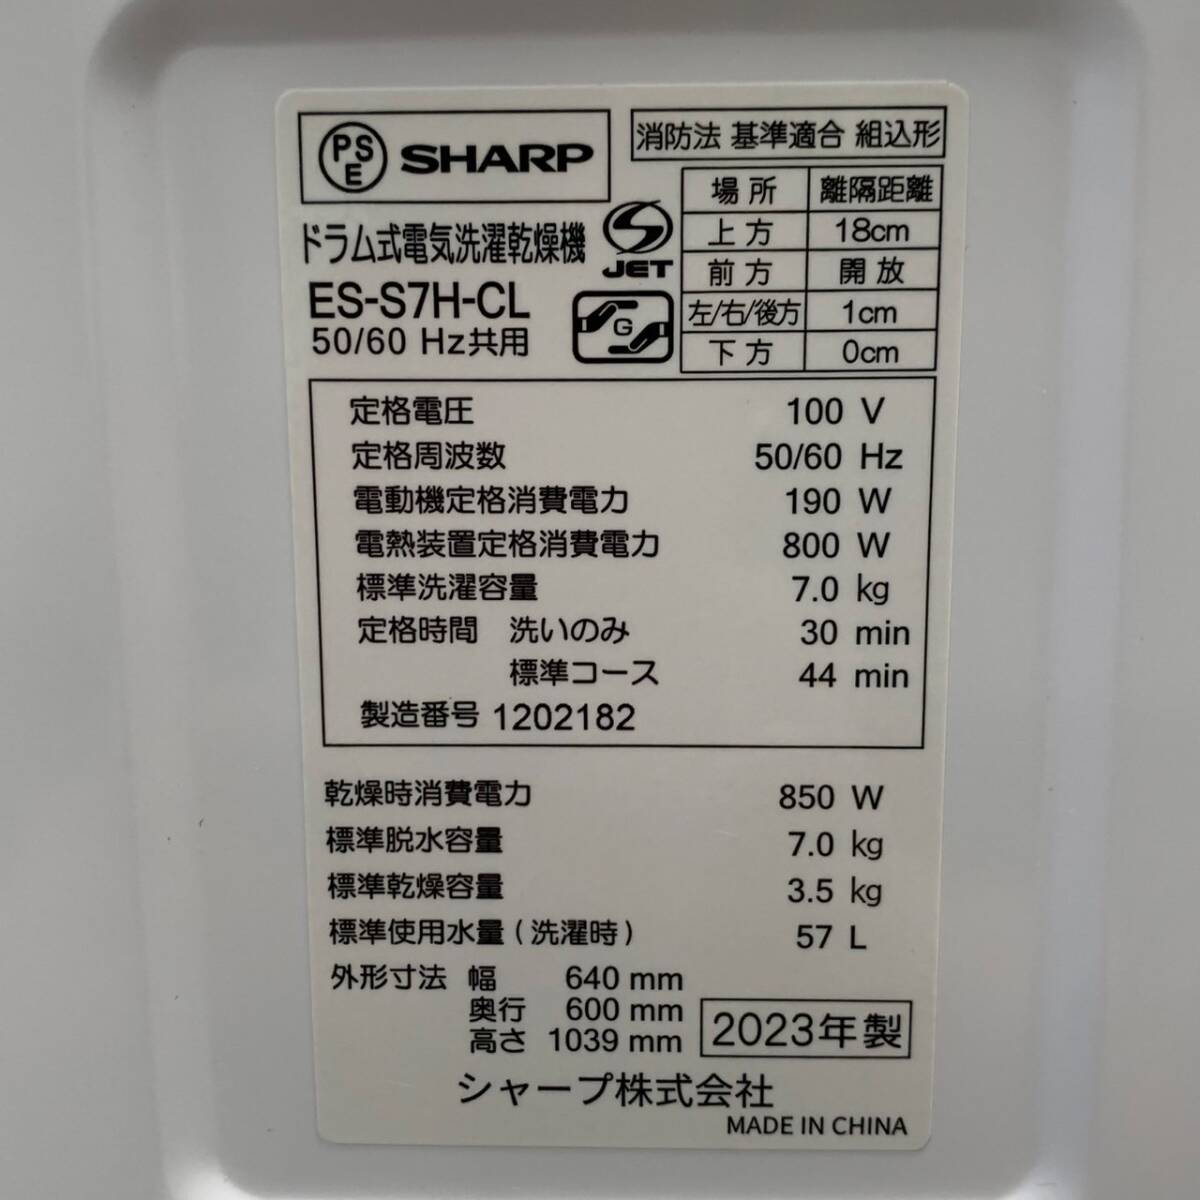 PSE SHARP
消防法 基準適合 組込形
ドラム式電気洗濯乾燥機
ES-S7H-CL
50/60 Hz共用
JET
G
場所 離隔距離
上方 18cm
前方 開放
左/右/後方 1cm
下方 0cm
定格電圧 100 V
定格周波数 50/60 Hz
電動機定格消費電力 190 W
電熱装置定格消費電力 800 W
標準洗濯容量 7.0 kg
定格時間 洗いのみ 30 min
標準コース 44 min
製造番号 1202182
乾燥時消費電力 850 W
標準脱水容量 7.0 kg
標準乾燥容量 3.5 kg
標準使用水量(洗濯時) 57 L
外形寸法 幅 640 mm
奥行 600 mm
高さ 1039 mm
2023年製
シャープ株式会社
MADE IN CHINA